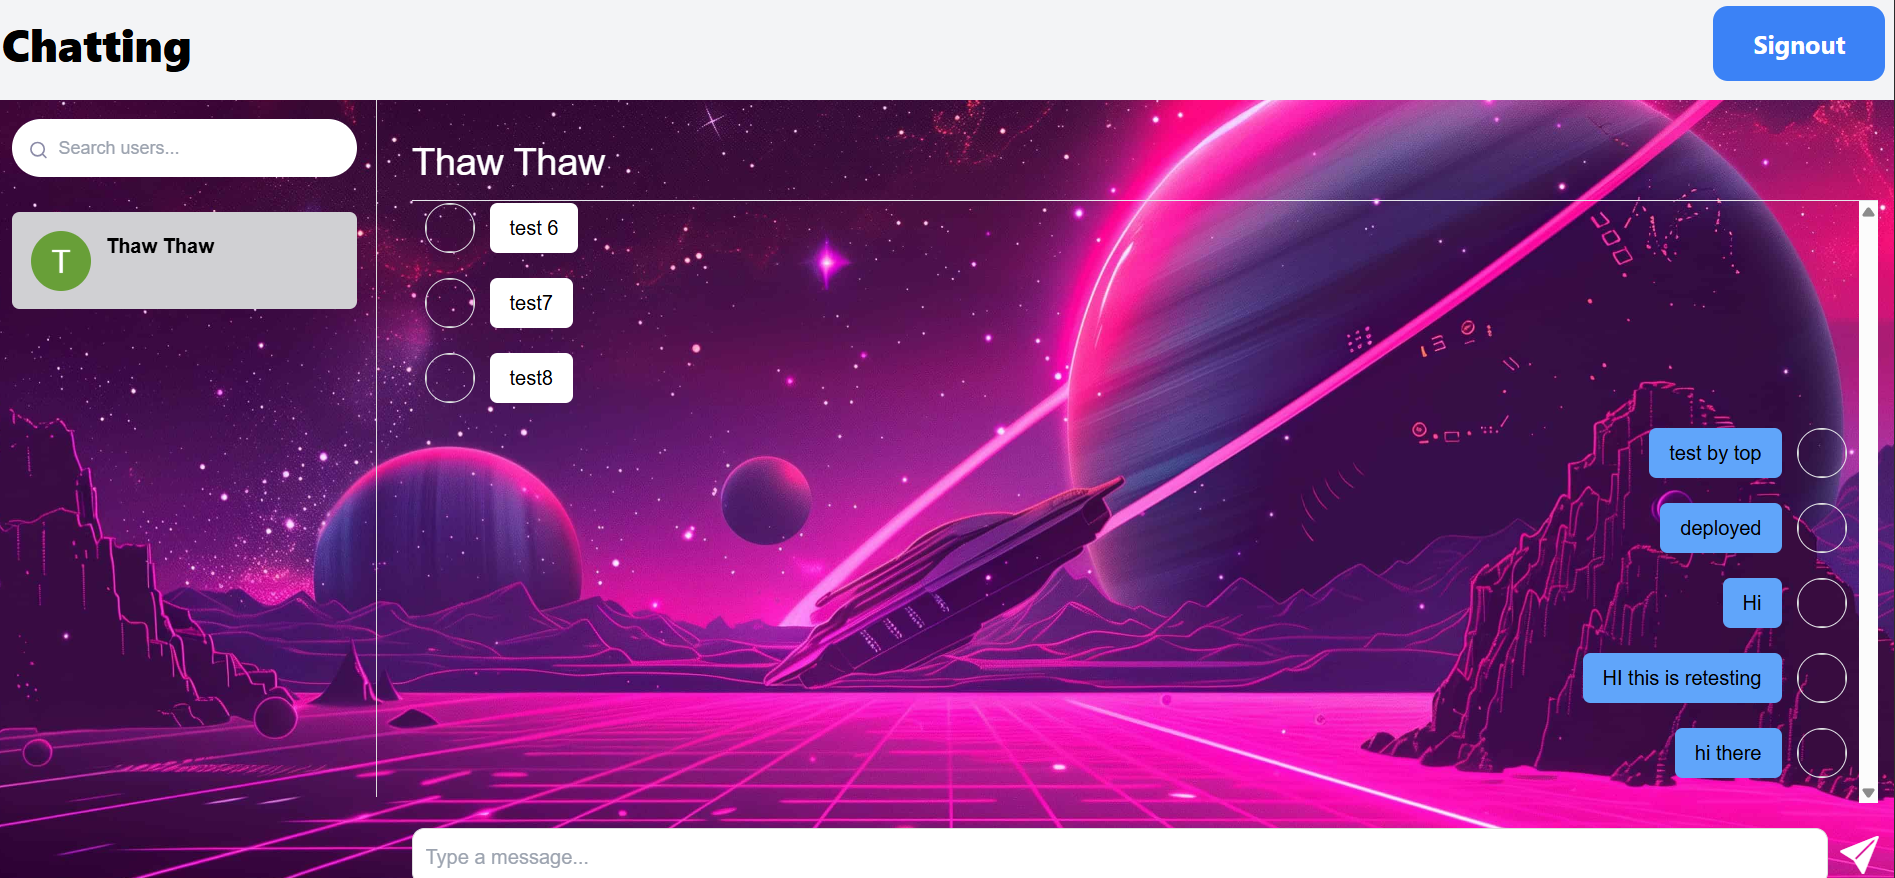 Chatting
Signout
Search users...
T
Thaw Thaw
Thaw Thaw
test 6
test7
test8
test by top
deployed
Hi
HI this is retesting
hi there
Type a message...